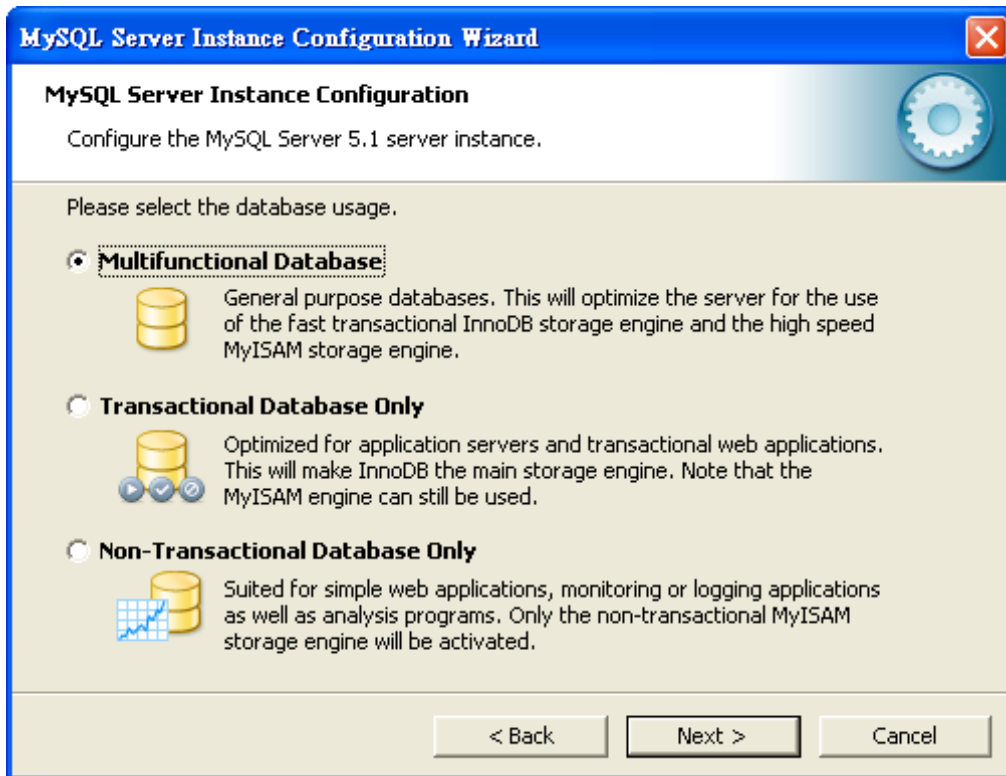 MySQL Server Instance Configuration Wizard
MySQL Server Instance Configuration
Configure the MySQL Server 5.1 server instance.
Please select the database usage.
Multifunctional Database
General purpose databases. This will optimize the server for the use
of the fast transactional InnoDB storage engine and the high speed
MyISAM storage engine.
Transactional Database Only
Optimized for application servers and transactional web applications.
This will make InnoDB the main storage engine. Note that the
MyISAM engine can still be used.
Non-Transactional Database Only
Suited for simple web applications, monitoring or logging applications
as well as analysis programs. Only the non-transactional MyISAM
storage engine will be activated.
< Back
Next >
Cancel